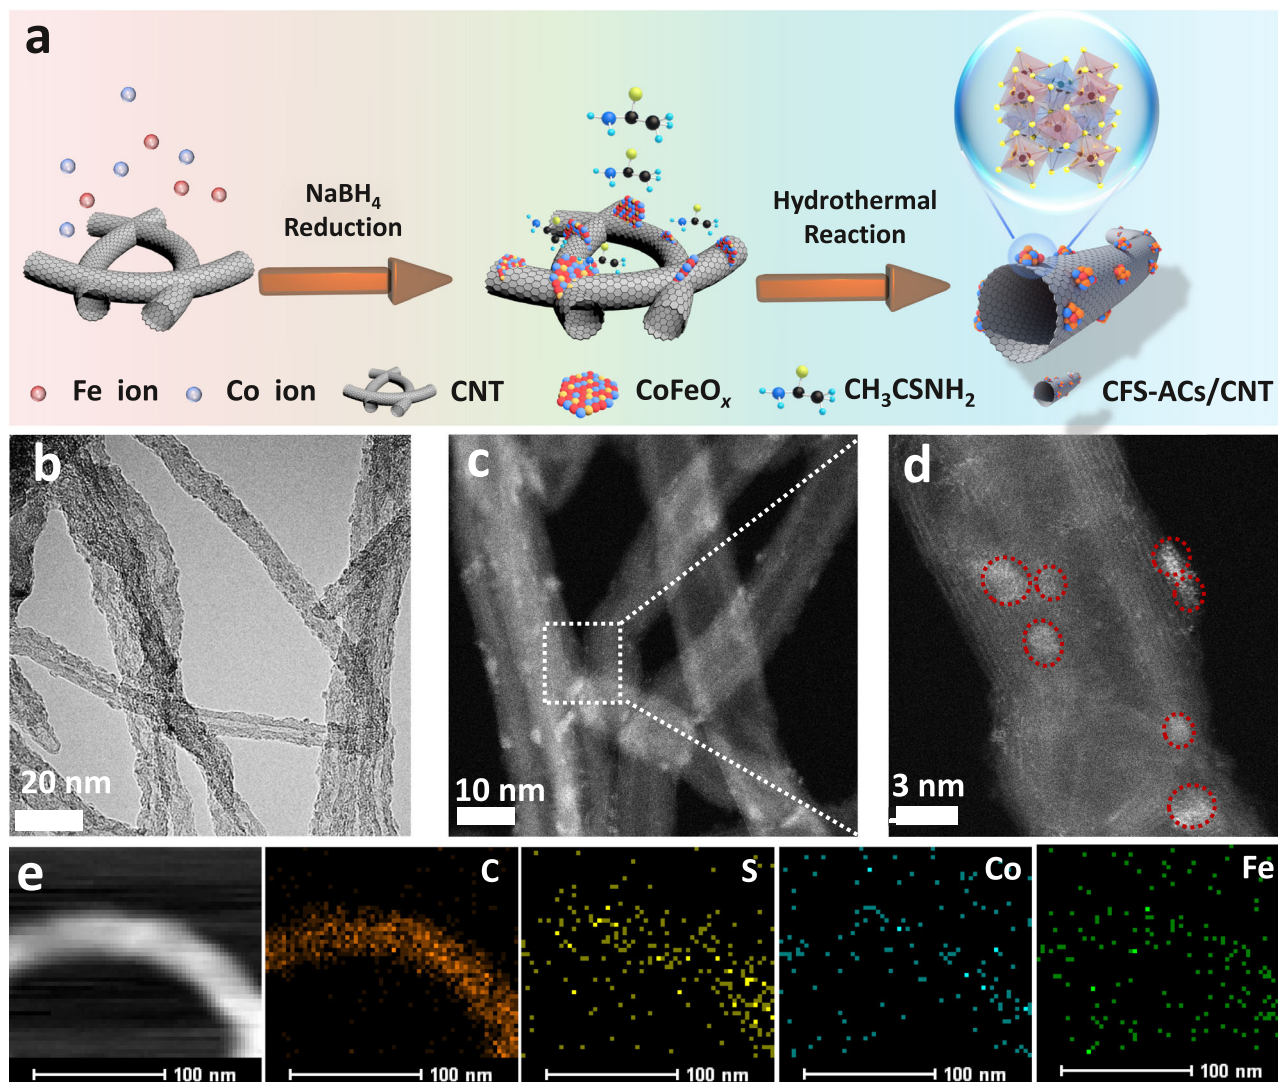 a
NaBH4
Reduction
Hydrothermal
Reaction
Fe ion
Co ion
CNT
CoFeOx
CH3CSNH2
CFS-ACs/CNT
b
20 nm
c
10 nm
d
3 nm
e
C
S
Co
Fe
100 nm
100 nm
100 nm
100 nm
100 nm